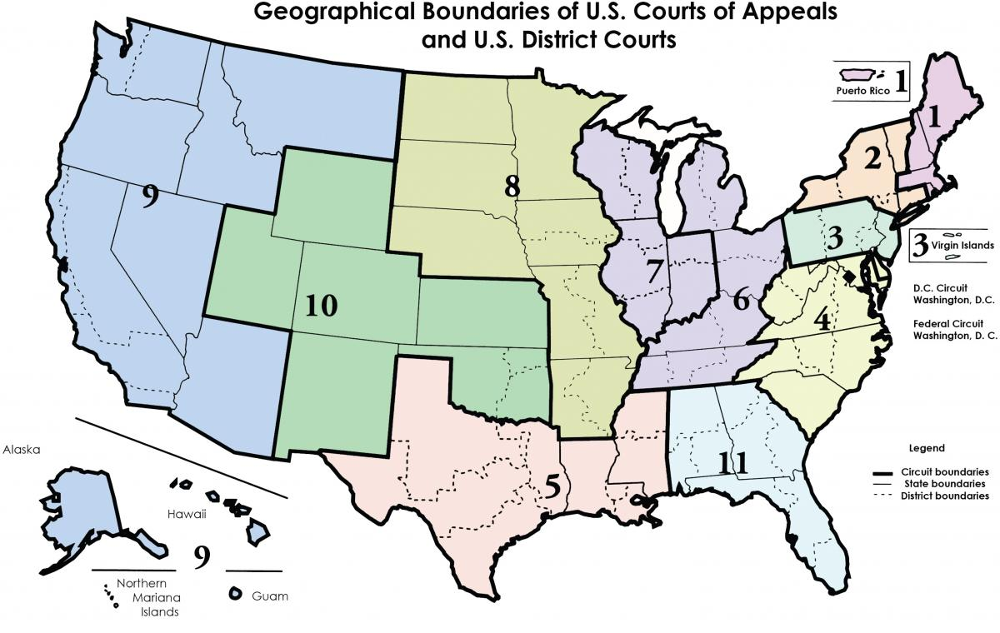 Geographical Boundaries of U.S. Courts of Appeals
and U.S. District Courts
Puerto Rico 1
1
2
9
8
3
3 Virgin Islands
7
D.C. Circuit
Washington, D.C.
6
10
4
Federal Circuit
Washington, D. C.
11
5
Legend
Circuit boundaries
State boundaries
District boundaries
Alaska
Hawaii
9
Northern
Mariana
Islands
Guam